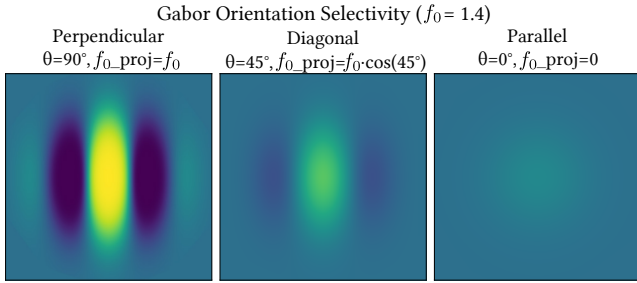 Gabor Orientation Selectivity (f₀= 1.4)
Perpendicular
θ=90°, f₀_proj=f₀
Diagonal
θ=45°, f₀_proj=f₀·cos(45°)
Parallel
θ=0°, f₀_proj=0